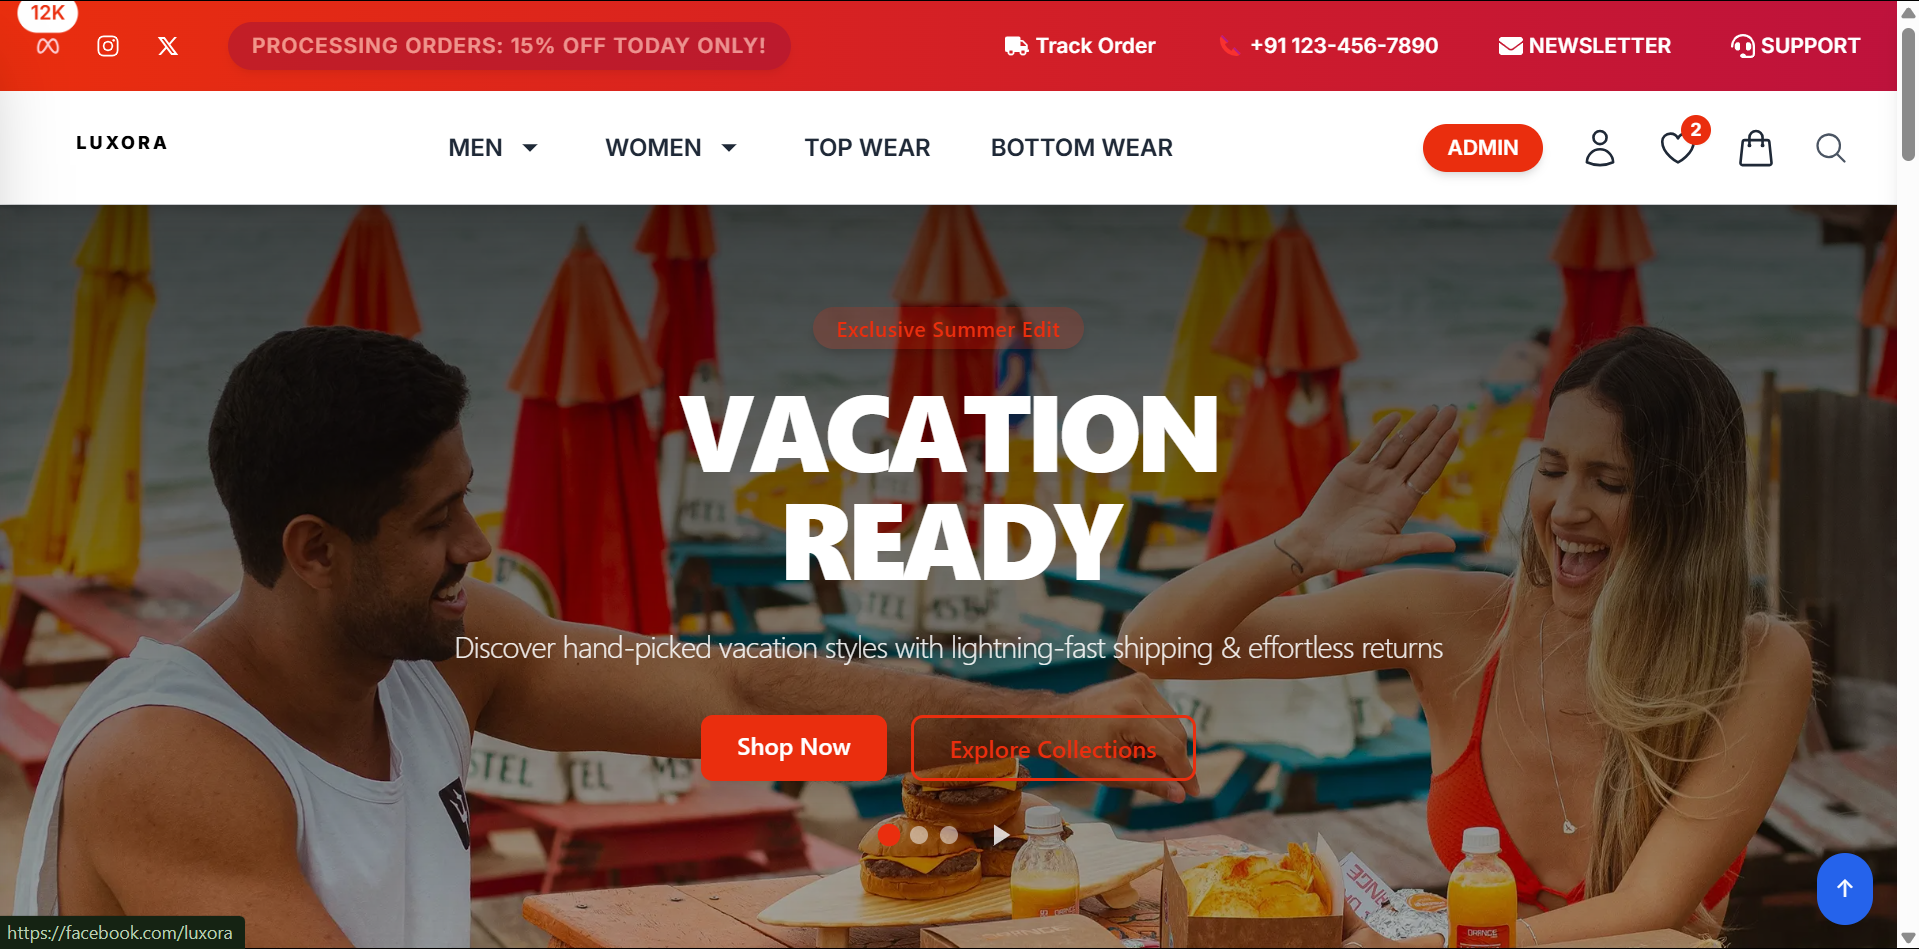 12K
PROCESSING ORDERS: 15% OFF TODAY ONLY!
Track Order
+91 123-456-7890
NEWSLETTER
SUPPORT
LUXORA
MEN
WOMEN
TOP WEAR
BOTTOM WEAR
ADMIN
2
Exclusive Summer Edit
VACATION
READY
Discover hand-picked vacation styles with lightning-fast shipping & effortless returns
Shop Now
Explore Collections
https://facebook.com/luxora